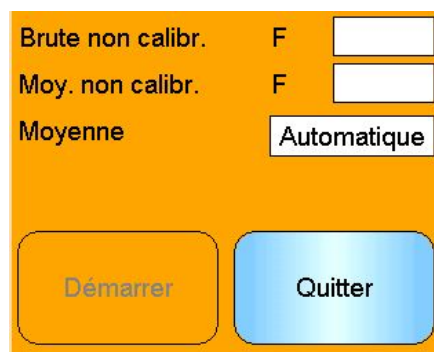 Brute non calibr. F
Moy. non calibr. F
Moyenne Automatique
Démarrer Quitter